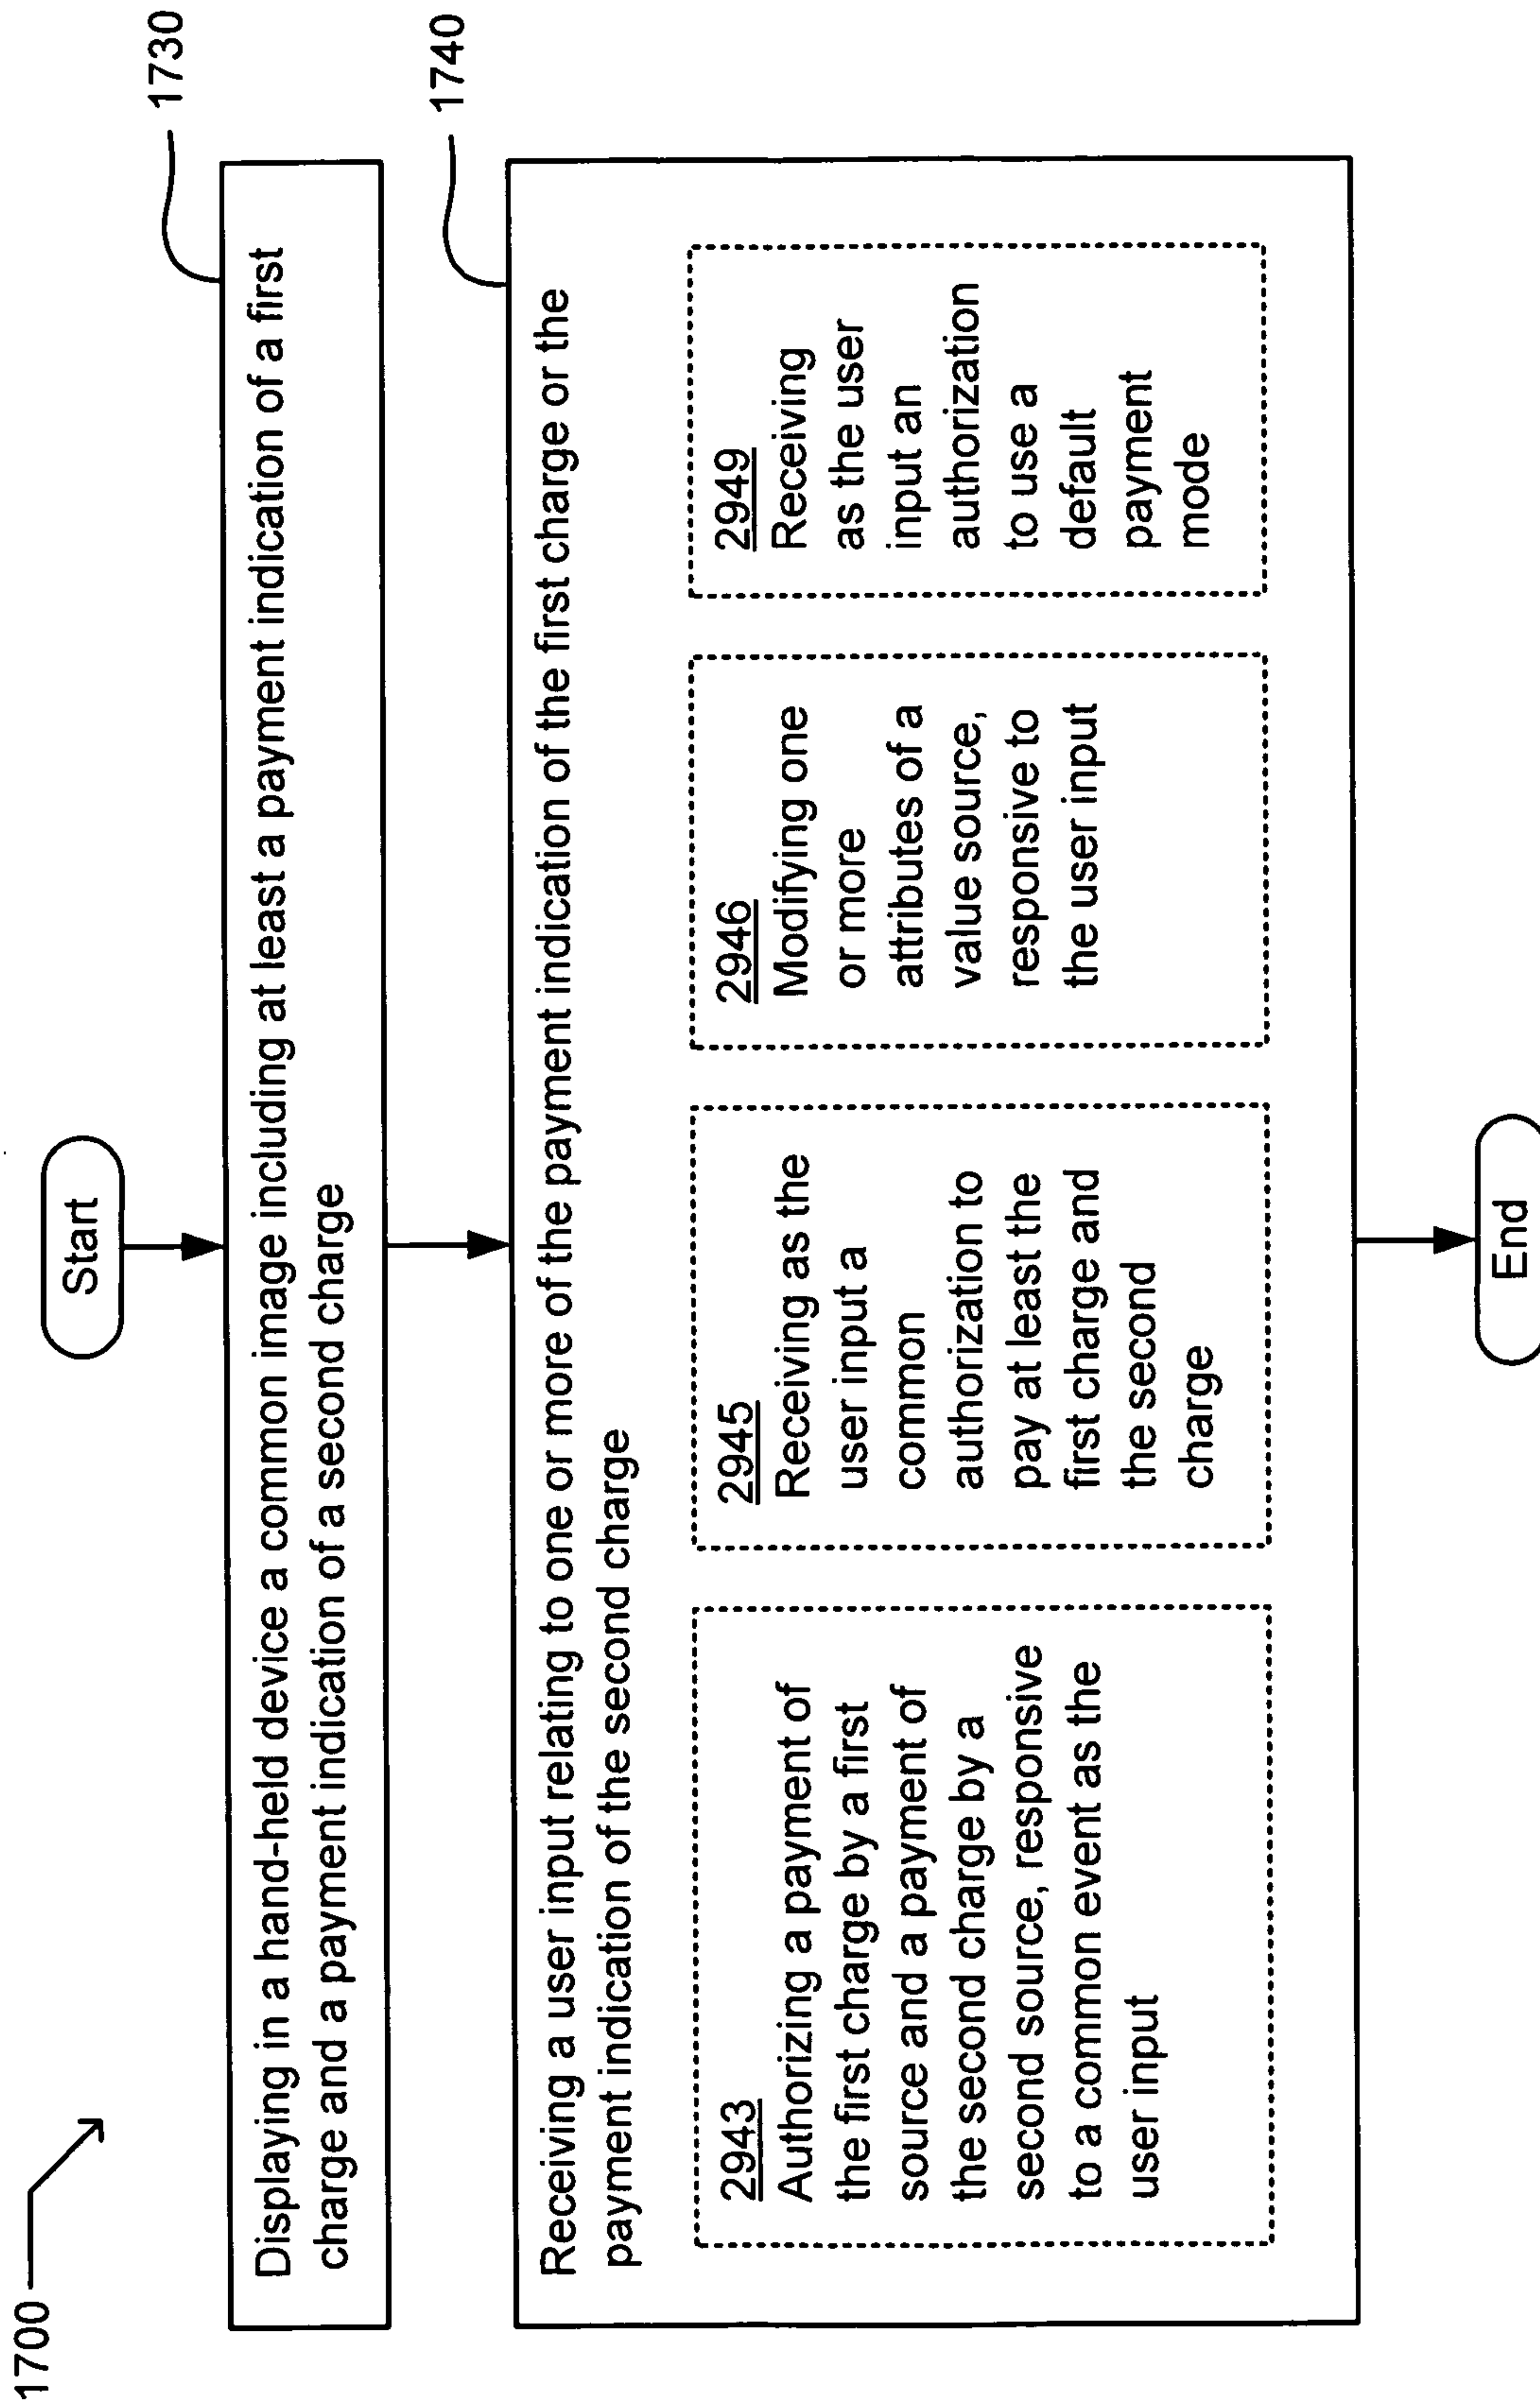 1700
Start
1730
Displaying in a hand-held device a common image including at least a payment indication of a first
charge and a payment indication of a second charge
1740
Receiving a user input relating to one or more of the payment indication of the first charge or the
payment indication of the second charge
2943
Authorizing a payment of
the first charge by a first
source and a payment of
the second charge by a
second source, responsive
to a common event as the
user input
2945
Receiving as the
user input a
common
authorization to
pay at least the
first charge and
the second
charge
2946
Modifying one
or more
attributes of a
value source,
responsive to
the user input
2949
Receiving
as the user
input an
authorization
to use a
default
payment
mode
End